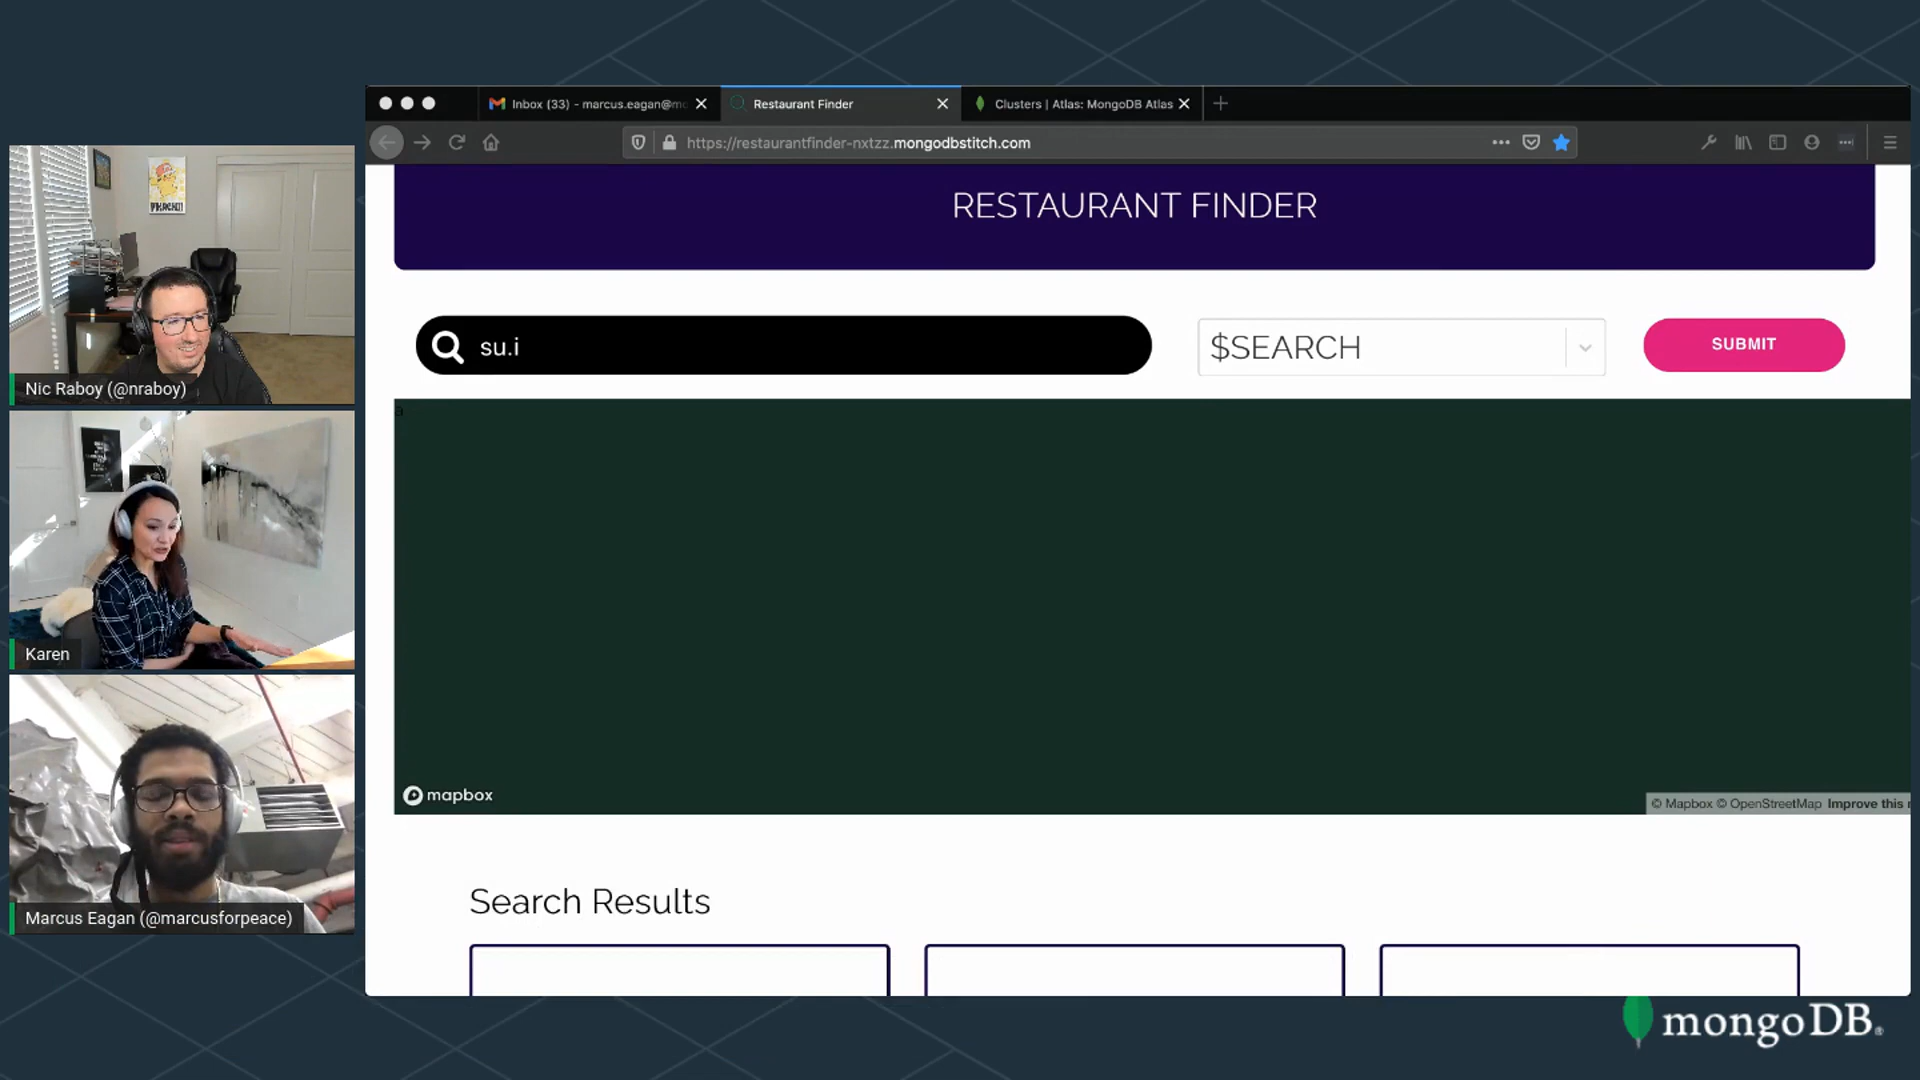 Inbox (33) - marcus.eagan@m
Restaurant Finder
Clusters | Atlas: MongoDB Atlas
https://restaurantfinder-nxtzz.mongodbstitch.com
RESTAURANT FINDER
su.i
$SEARCH
SUBMIT
a
mapbox
© Mapbox © OpenStreetMap Improve this
Search Results
Nic Raboy (@nraboy)
Karen
Marcus Eagan (@marcusforpeace)
mongoDB®